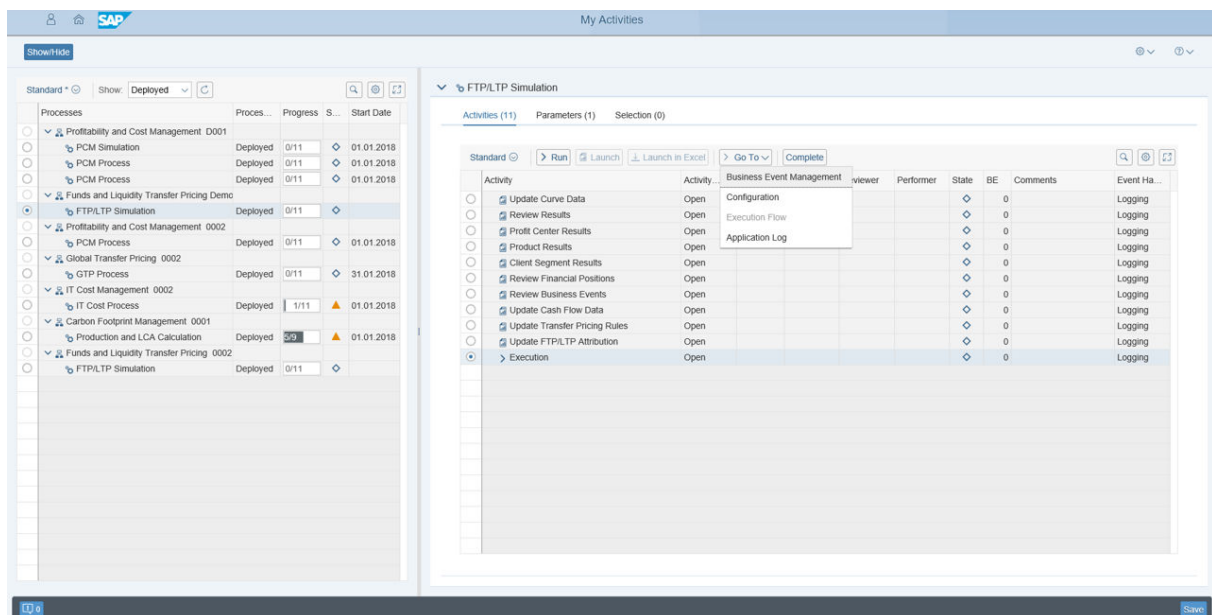 SAP My Activities
Show/Hide
Standard * Show: Deployed
Processes Proces... Progress S... Start Date
Profitability and Cost Management D001
PCM Simulation Deployed 0/11 01.01.2018
PCM Process Deployed 0/11 01.01.2018
PCM Process Deployed 0/11 01.01.2018
Funds and Liquidity Transfer Pricing Demo
FTP/LTP Simulation Deployed 0/11
Profitability and Cost Management 0002
PCM Process Deployed 0/11 01.01.2018
Global Transfer Pricing 0002
GTP Process Deployed 0/11 31.01.2018
IT Cost Management 0002
IT Cost Process Deployed 1/11 01.01.2018
Carbon Footprint Management 0001
Production and LCA Calculation Deployed 5/9 01.01.2018
Funds and Liquidity Transfer Pricing 0002
FTP/LTP Simulation Deployed 0/11
FTP/LTP Simulation
Activities (11) Parameters (1) Selection (0)
Standard Run Launch Launch in Excel Go To Complete
Business Event Management
Configuration
Execution Flow
Application Log
Activity Activity... viewer Performer State BE Comments Event Ha...
Update Curve Data Open 0 Logging
Review Results Open 0 Logging
Profit Center Results Open 0 Logging
Product Results Open 0 Logging
Client Segment Results Open 0 Logging
Review Financial Positions Open 0 Logging
Review Business Events Open 0 Logging
Update Cash Flow Data Open 0 Logging
Update Transfer Pricing Rules Open 0 Logging
Update FTP/LTP Attribution Open 0 Logging
Execution Open 0 Logging
0 Save